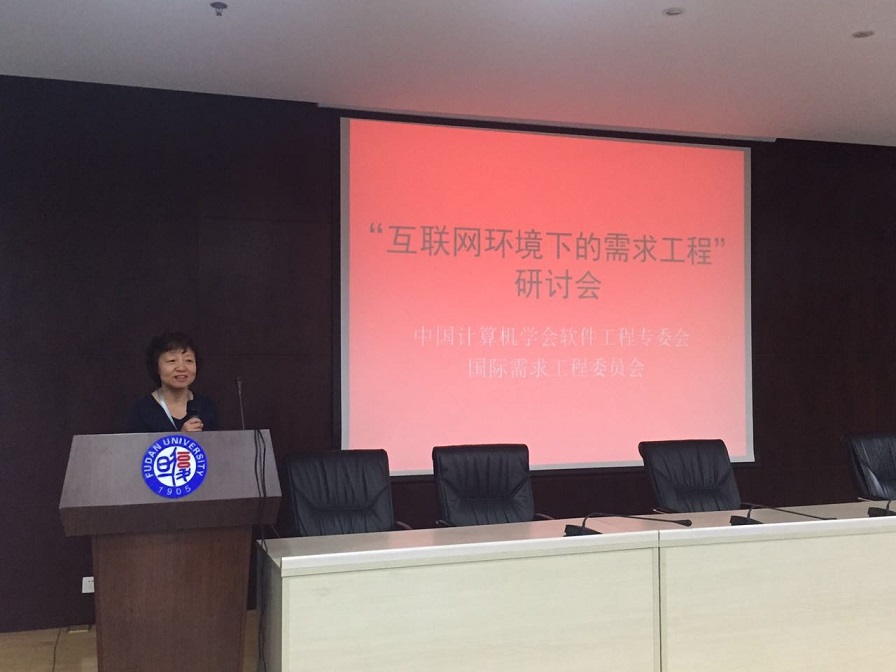 “互联网环境下的需求工程”
研讨会
中国计算机学会软件工程专委会
国际需求工程委员会
FUDAN UNIVERSITY
1905